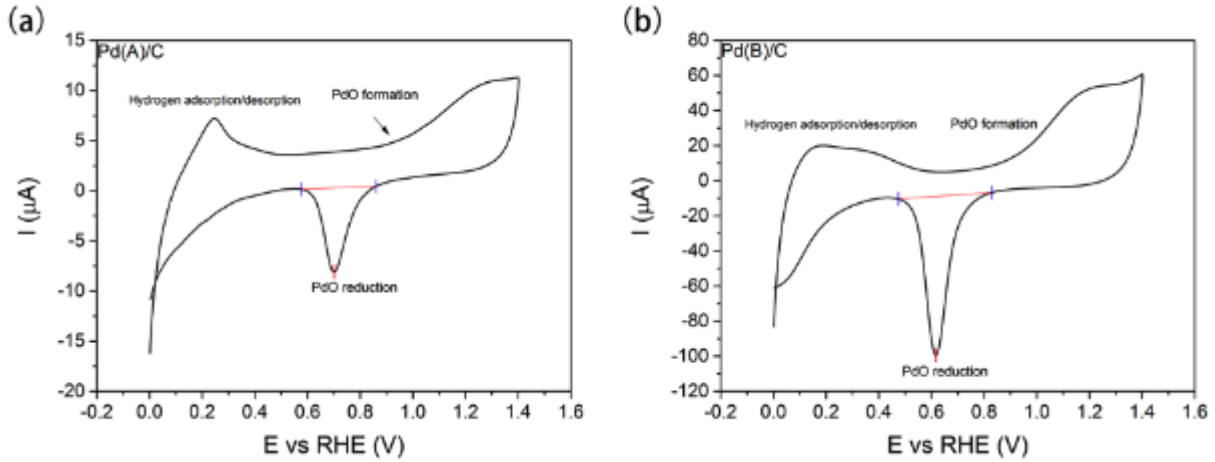 (a)
Pd(A)/C
Hydrogen adsorption/desorption
PdO formation
PdO reduction
I (μA)
15
10
5
0
-5
-10
-15
-20
-0.2 0.0 0.2 0.4 0.6 0.8 1.0 1.2 1.4 1.6
E vs RHE (V)
(b)
Pd(B)/C
Hydrogen adsorption/desorption
PdO formation
PdO reduction
I (μA)
80
60
40
20
0
-20
-40
-60
-80
-100
-120
-0.2 0.0 0.2 0.4 0.6 0.8 1.0 1.2 1.4 1.6
E vs RHE (V)